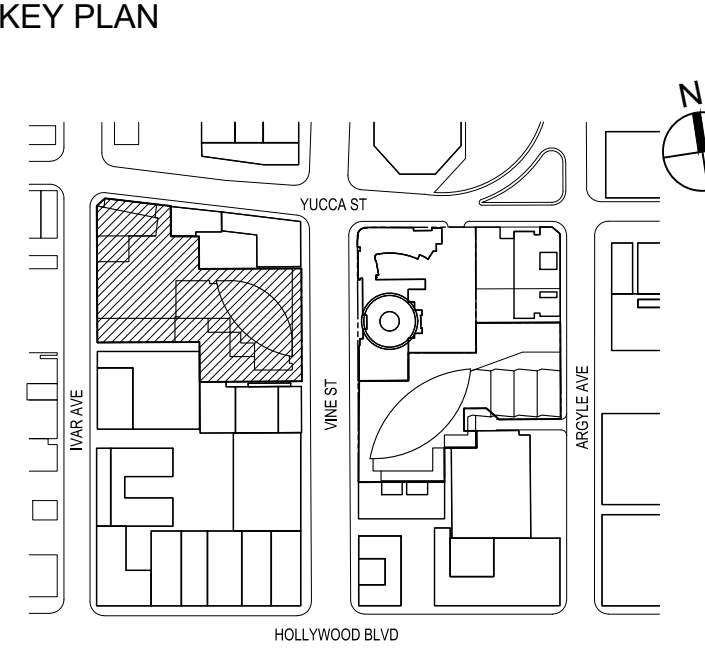 KEY PLAN
N
YUCCA ST
IVAR AVE
VINE ST
ARGYLE AVE
HOLLYWOOD BLVD